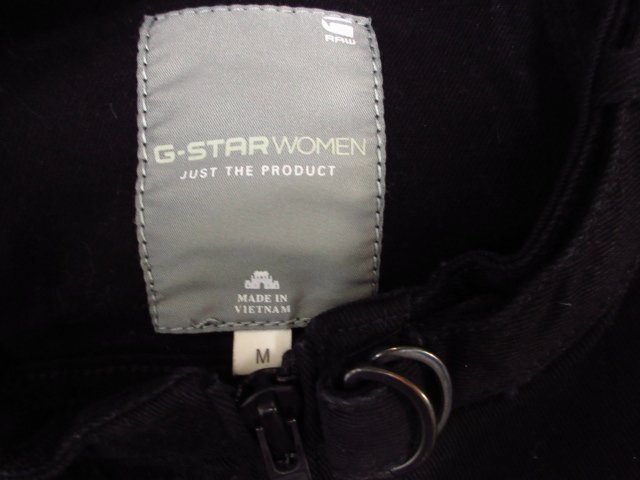 RAW
G-STAR WOMEN
JUST THE PRODUCT
MADE IN
VIETNAM
M